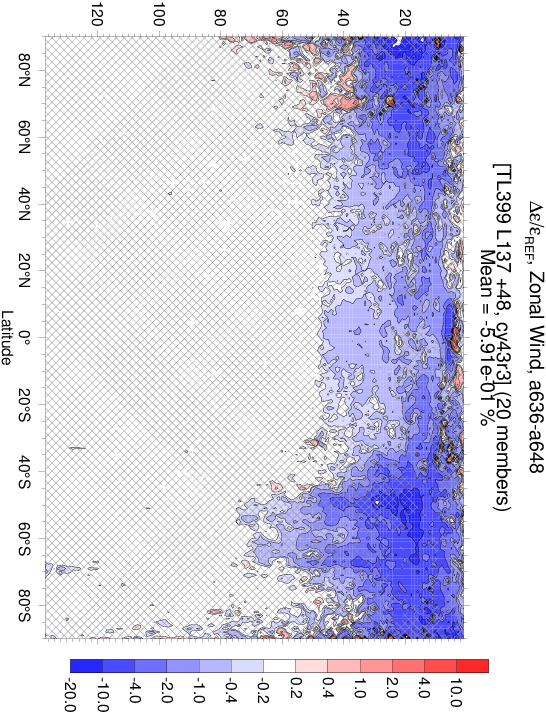 Δε/εREF, Zonal Wind, a636-a648
[TL399 L137 +48, cy43r3] (20 members)
Mean = -5.91e-01 %
20
40
60
80
100
120
80°N
60°N
40°N
20°N
0°
20°S
40°S
60°S
80°S
Latitude
-20.0
-10.0
-4.0
-2.0
-1.0
-0.4
-0.2
0.2
0.4
1.0
2.0
4.0
10.0